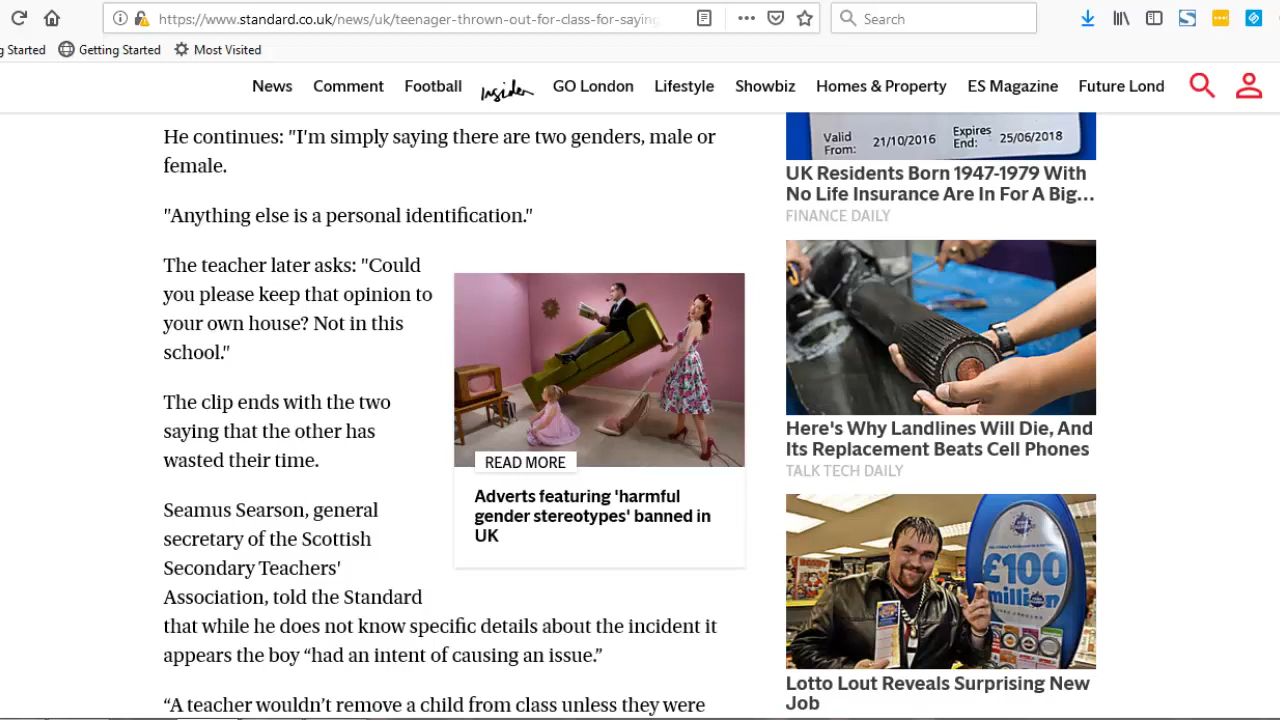 https://www.standard.co.uk/news/uk/teenager-thrown-out-for-class-for-saying
Search
g Started
Getting Started
Most Visited
News
Comment
Football
Insider
GO London
Lifestyle
Showbiz
Homes & Property
ES Magazine
Future Lond
He continues: "I'm simply saying there are two genders, male or
female.
"Anything else is a personal identification."
The teacher later asks: "Could
you please keep that opinion to
your own house? Not in this
school."
The clip ends with the two
saying that the other has
wasted their time.
Seamus Searson, general
secretary of the Scottish
Secondary Teachers'
Association, told the Standard
that while he does not know specific details about the incident it
appears the boy “had an intent of causing an issue.”
“A teacher wouldn’t remove a child from class unless they were
READ MORE
Adverts featuring 'harmful
gender stereotypes' banned in
UK
Valid
From:
21/10/2016
Expires
End:
25/06/2018
UK Residents Born 1947-1979 With
No Life Insurance Are In For A Big...
FINANCE DAILY
Here's Why Landlines Will Die, And
Its Replacement Beats Cell Phones
TALK TECH DAILY
£100
million
Lotto Lout Reveals Surprising New
Job